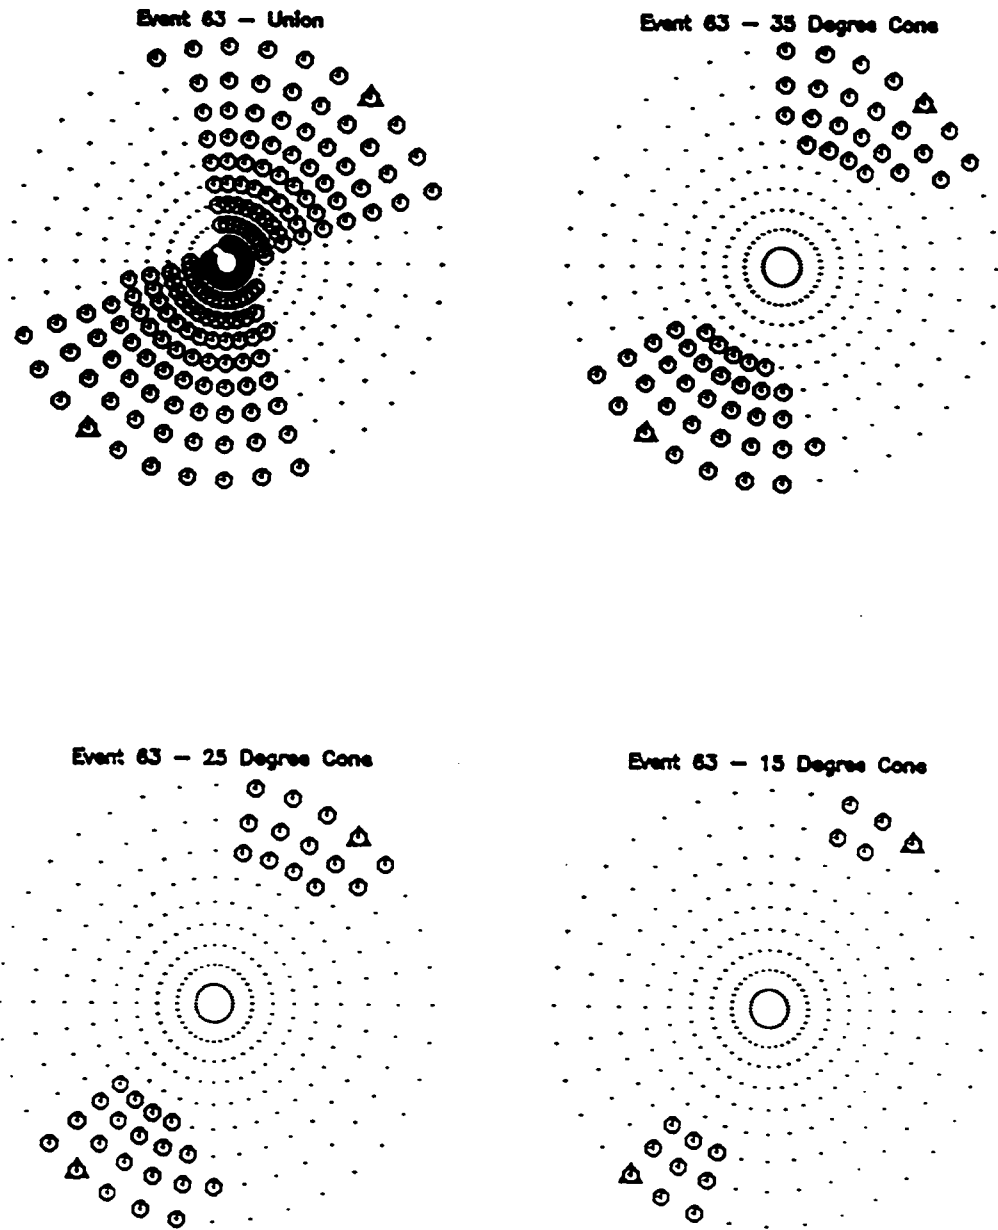 Event 63 – Union
Event 63 – 35 Degree Cone
Event 63 – 25 Degree Cone
Event 63 – 15 Degree Cone